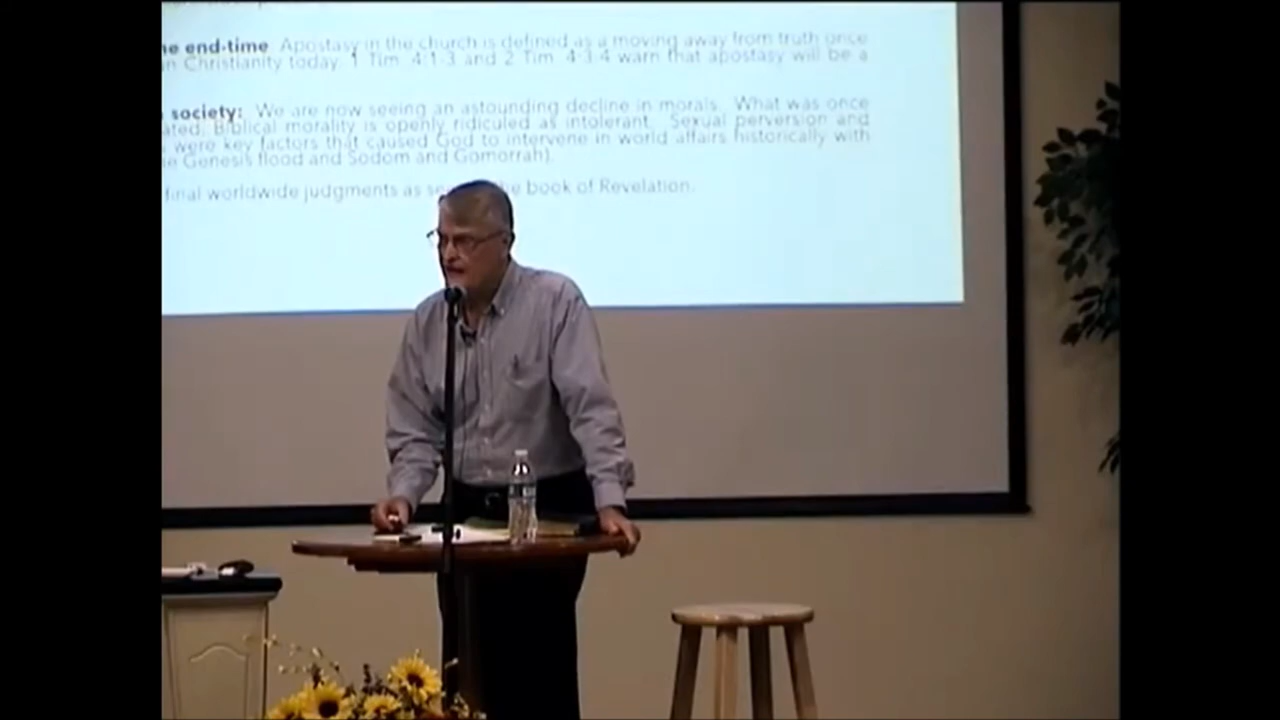 he end-time Apostasy in the church is defined as a moving away from truth once
n Christianity today. 1 Tim. 4:1-3 and 2 Tim. 4:3-4 warn that apostasy will be a
society: We are now seeing an astounding decline in morals. What was once
ated. Biblical morality is openly ridiculed as intolerant. Sexual perversion and
were key factors that caused God to intervene in world affairs historically with
e Genesis flood and Sodom and Gomorrah).
final worldwide judgments as the book of Revelation.